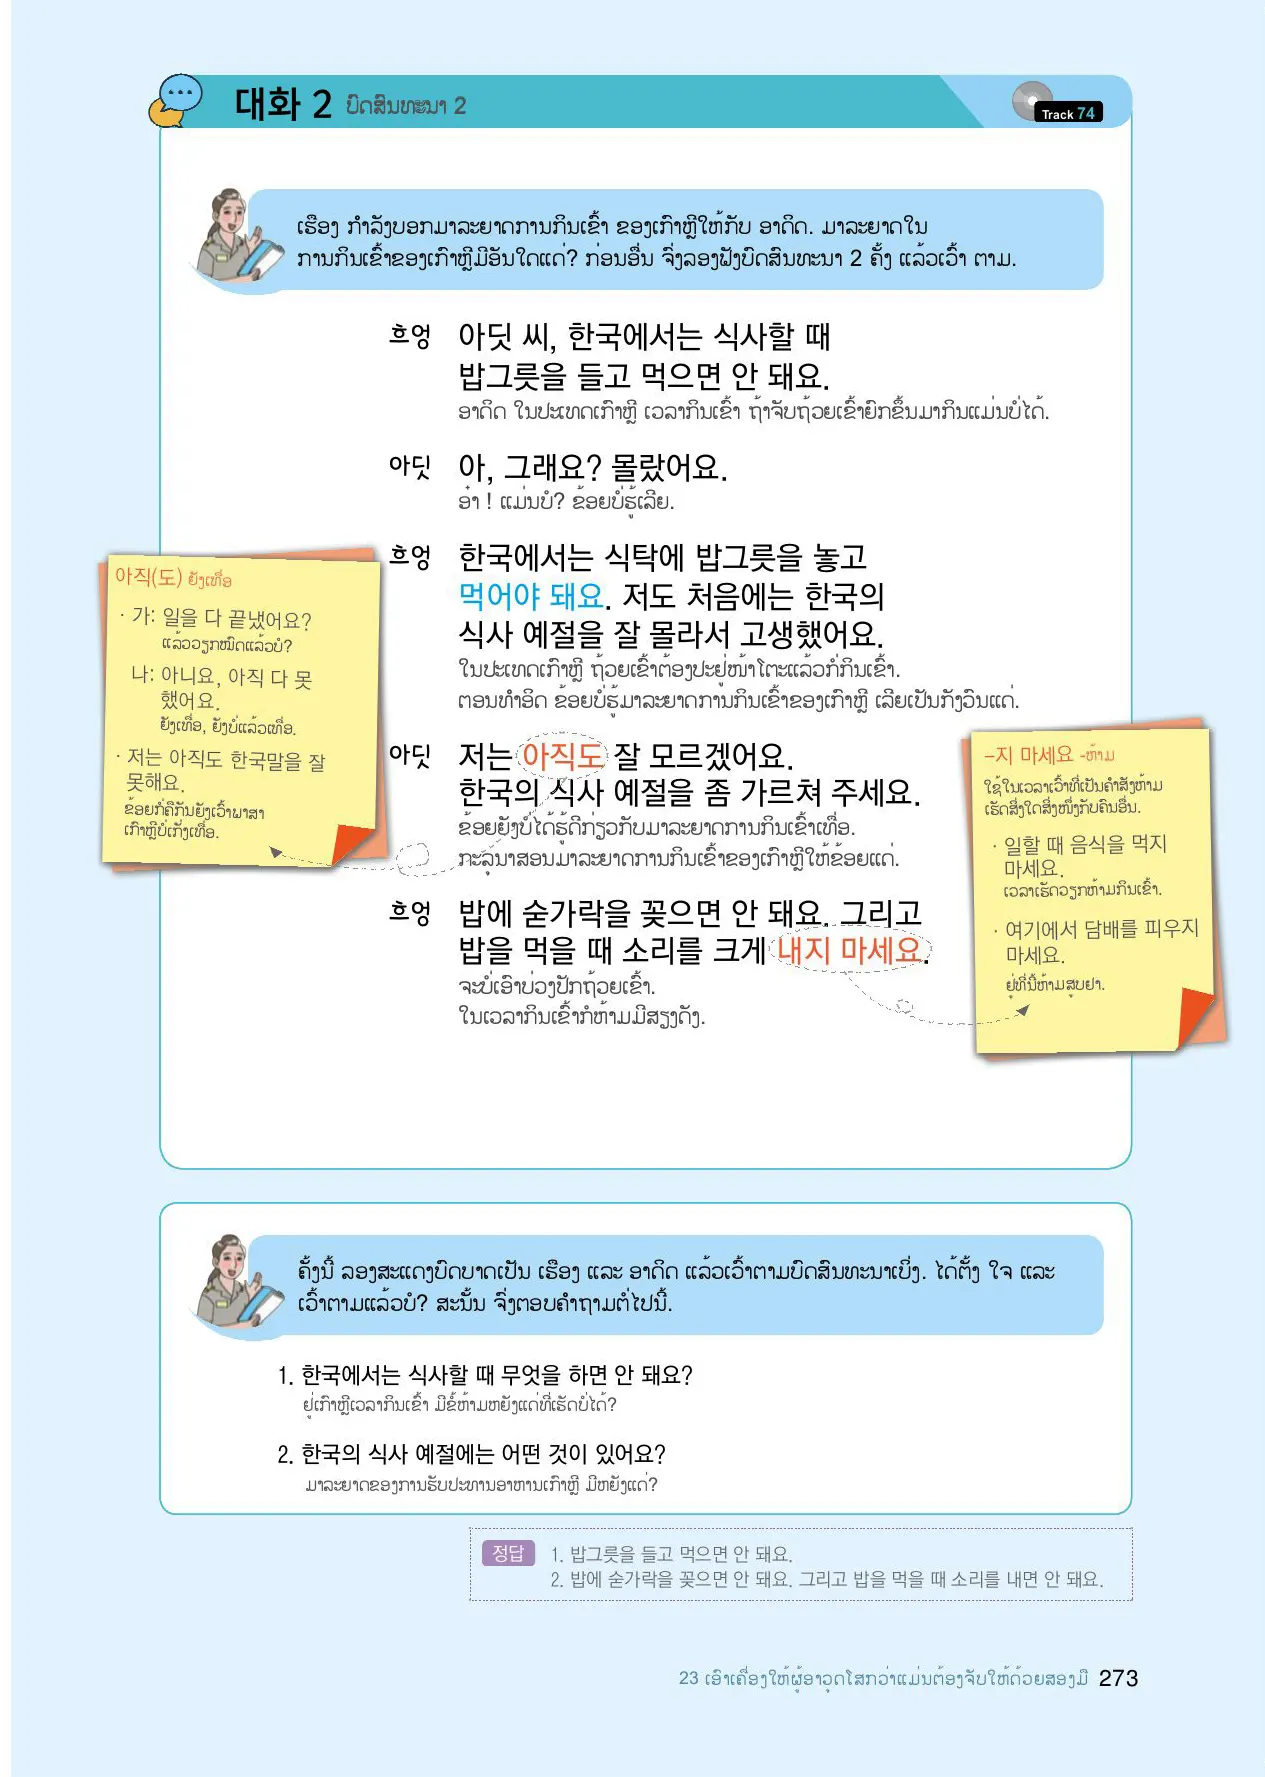 대화 2 ບົດສົນທະນາ 2
Track 74
ເຮືອງ ກຳລັງບອກມາລະຍາດການກິນເຂົ້າ ຂອງເກົາຫຼີໃຫ້ກັບ ອາດິດ. ມາລະຍາດໃນ
ການກິນເຂົ້າຂອງເກົາຫຼີມີອັນໃດແດ່? ກ່ອນອື່ນ ຈົ່ງລອງຟັງບົດສົນທະນາ 2 ຄັ້ງ ແລ້ວເວົ້າ ຕາມ.
흐엉 아딧 씨, 한국에서는 식사할 때
밥그릇을 들고 먹으면 안 돼요.
ອາດິດ ໃນປະເທດເກົາຫຼີ ເວລາກິນເຂົ້າ ຖ້າຈັບຖ້ວຍເຂົ້າຍົກຂຶ້ນມາກິນແມ່ນບໍ່ໄດ້.
아딧 아, 그래요? 몰랐어요.
ອ໋າ ! ແມ່ນບໍ? ຂ້ອຍບໍ່ຮູ້ເລີຍ.
흐엉 한국에서는 식탁에 밥그릇을 놓고
먹어야 돼요. 저도 처음에는 한국의
식사 예절을 잘 몰라서 고생했어요.
ໃນປະເທດເກົາຫຼີ ຖ້ວຍເຂົ້າຕ້ອງປະຢູ່ໜ້າໂຕະແລ້ວກໍ່ກິນເຂົ້າ.
ຕອນທຳອິດ ຂ້ອຍບໍ່ຮູ້ມາລະຍາດການກິນເຂົ້າຂອງເກົາຫຼີ ເລີຍເປັນກັງວົນແດ່.
아딧 저는 아직도 잘 모르겠어요.
한국의 식사 예절을 좀 가르쳐 주세요.
ຂ້ອຍຍັງບໍ່ໄດ້ຮູ້ດີກ່ຽວກັບມາລະຍາດການກິນເຂົ້າເທື່ອ.
ກະລຸນາສອນມາລະຍາດການກິນເຂົ້າຂອງເກົາຫຼີໃຫ້ຂ້ອຍແດ່.
흐엉 밥에 숟가락을 꽂으면 안 돼요. 그리고
밥을 먹을 때 소리를 크게 내지 마세요.
ຈະບໍ່ເອົາບ່ວງປັກຖ້ວຍເຂົ້າ.
ໃນເວລາກິນເຂົ້າກໍຫ້າມມີສຽງດັງ.
아직(도) ຍັງເທື່ອ
· 가: 일을 다 끝냈어요?
ແລ້ວວຽກໝົດແລ້ວບໍ?
나: 아니요, 아직 다 못
했어요.
ຍັງເທື່ອ, ຍັງບໍ່ແລ້ວເທື່ອ.
· 저는 아직도 한국말을 잘
못해요.
ຂ້ອຍກໍ່ຄືກັນຍັງເວົ້າພາສາ
ເກົາຫຼີບໍ່ເກັ່ງເທື່ອ.
–지 마세요 -ຫ້າມ
ໃຊ້ໃນເວລາເວົ້າທີ່ເປັນຄຳສັ່ງຫ້າມ
ເຮັດສິ່ງໃດສິ່ງໜຶ່ງກັບຄົນອື່ນ.
· 일할 때 음식을 먹지
마세요.
ເວລາເຮັດວຽກຫ້າມກິນເຂົ້າ.
· 여기에서 담배를 피우지
마세요.
ຢູ່ທີ່ນີ້ຫ້າມສູບຢາ.
ຄັ້ງນີ້ ລອງສະແດງບົດບາດເປັນ ເຮືອງ ແລະ ອາດິດ ແລ້ວເວົ້າຕາມບົດສົນທະນາເບິ່ງ. ໄດ້ຕັ້ງ ໃຈ ແລະ
ເວົ້າຕາມແລ້ວບໍ? ສະນັ້ນ ຈົ່ງຕອບຄຳຖາມຕໍ່ໄປນີ້.
1. 한국에서는 식사할 때 무엇을 하면 안 돼요?
ຢູ່ເກົາຫຼີເວລາກິນເຂົ້າ ມີຂໍ້ຫ້າມຫຍັງແດ່ທີ່ເຮັດບໍ່ໄດ້?
2. 한국의 식사 예절에는 어떤 것이 있어요?
ມາລະຍາດຂອງການຮັບປະທານອາຫານເກົາຫຼີ ມີຫຍັງແດ່?
정답 1. 밥그릇을 들고 먹으면 안 돼요.
2. 밥에 숟가락을 꽂으면 안 돼요. 그리고 밥을 먹을 때 소리를 내면 안 돼요.
23 ເອົາເຄື່ອງໃຫ້ຜູ້ອາວຸດໂສກວ່າແມ່ນຕ້ອງຈັບໃຫ້ດ້ວຍສອງມື 273